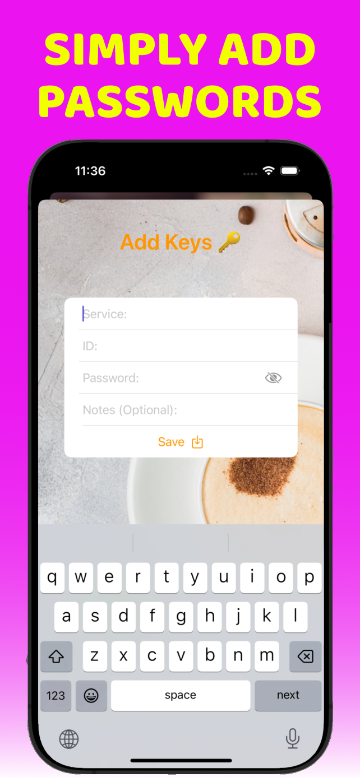 SIMPLY ADD
PASSWORDS
11:36
Add Keys 🔑
Service:
ID:
Password:
Notes (Optional):
Save
q w e r t y u i o p
a s d f g h j k l
z x c v b n m
123 space next